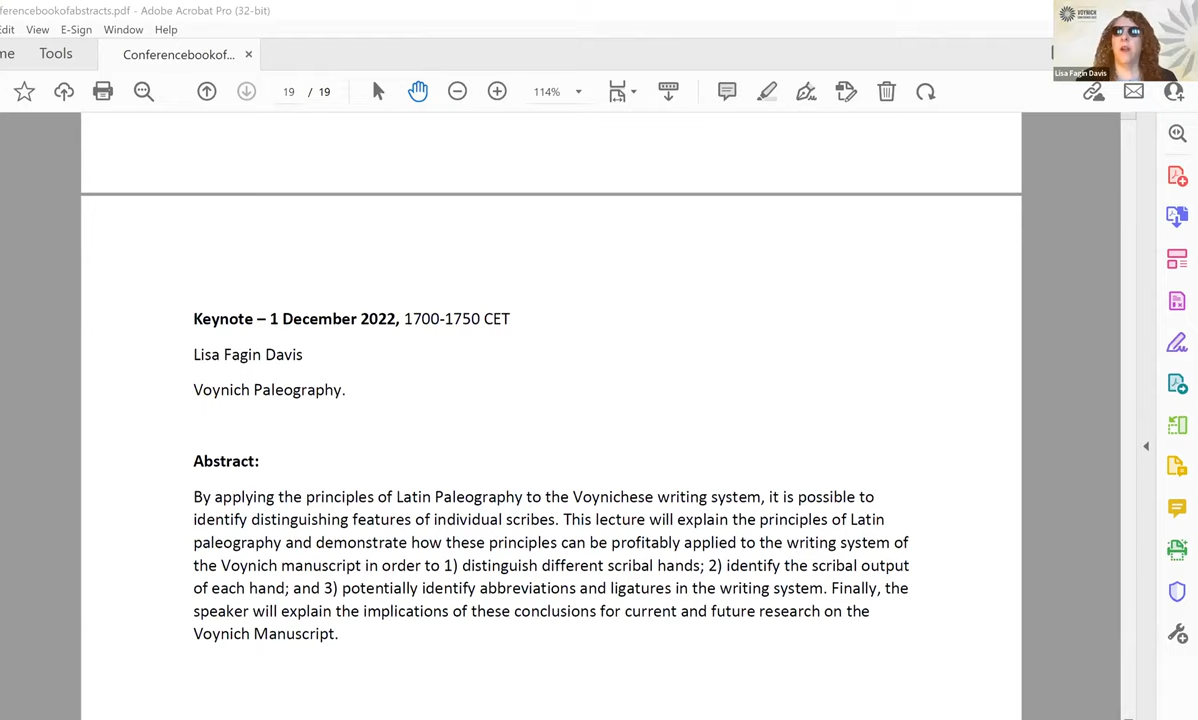 ferencebookofabstracts.pdf - Adobe Acrobat Pro (32-bit)
Edit View E-Sign Window Help
me Tools Conferencebookof... ×
19 / 19 114%
VOYNICH
Lisa Fagin Davis
Keynote – 1 December 2022, 1700-1750 CET
Lisa Fagin Davis
Voynich Paleography.
Abstract:
By applying the principles of Latin Paleography to the Voynichese writing system, it is possible to
identify distinguishing features of individual scribes. This lecture will explain the principles of Latin
paleography and demonstrate how these principles can be profitably applied to the writing system of
the Voynich manuscript in order to 1) distinguish different scribal hands; 2) identify the scribal output
of each hand; and 3) potentially identify abbreviations and ligatures in the writing system. Finally, the
speaker will explain the implications of these conclusions for current and future research on the
Voynich Manuscript.